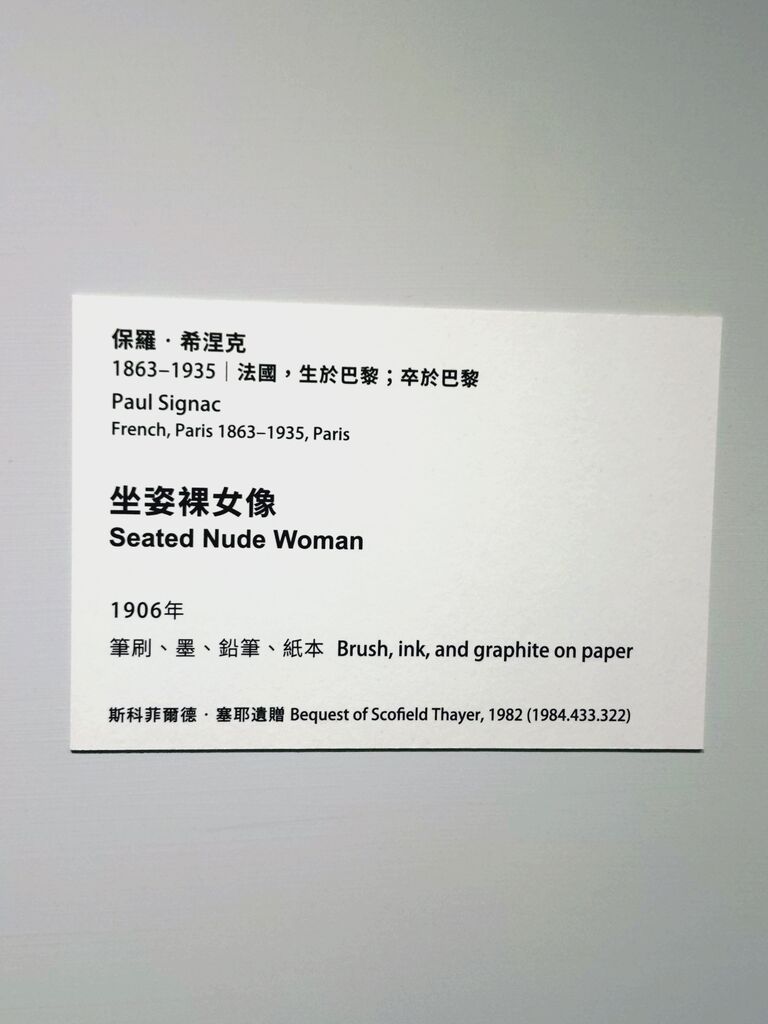 保羅·希涅克
1863–1935｜法國，生於巴黎；卒於巴黎
Paul Signac
French, Paris 1863–1935, Paris
坐姿裸女像
Seated Nude Woman
1906年
筆刷、墨、鉛筆、紙本 Brush, ink, and graphite on paper
斯科菲爾德·塞耶遺贈 Bequest of Scofield Thayer, 1982 (1984.433.322)